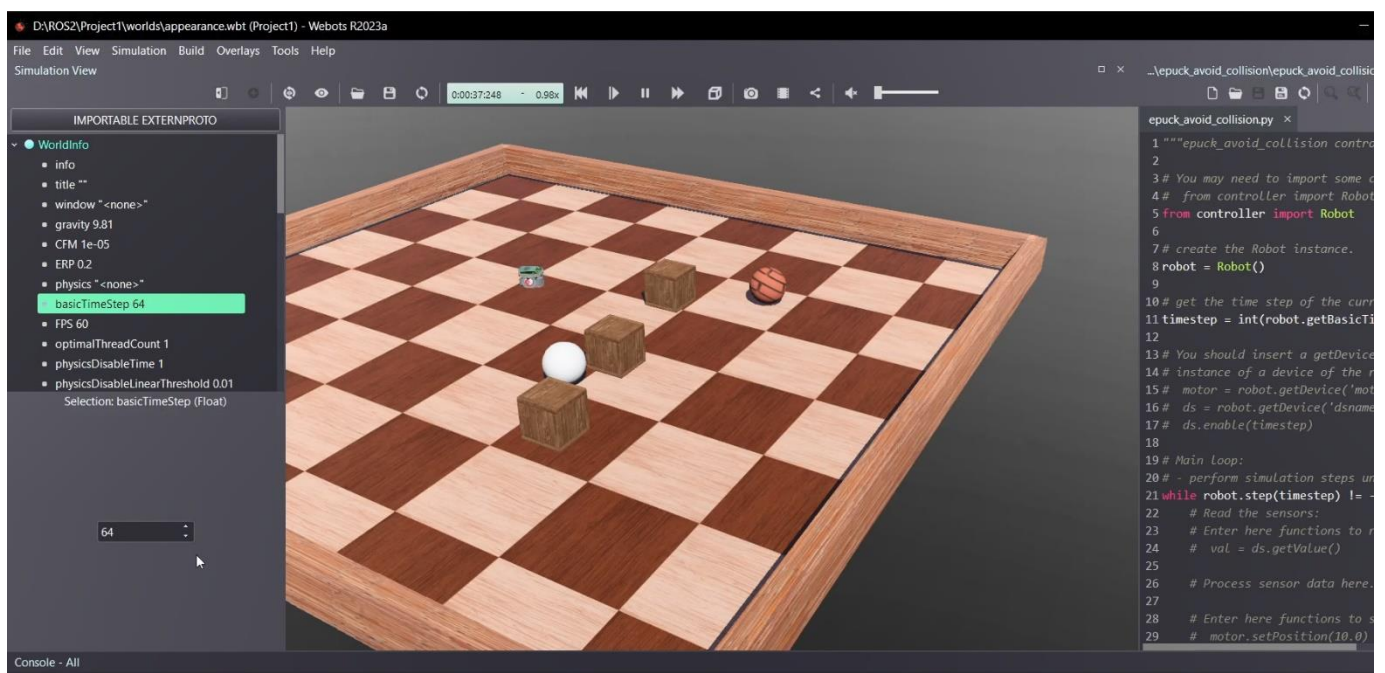 D:\ROS2\Project1\worlds\appearance.wbt (Project1) - Webots R2023a
File Edit View Simulation Build Overlays Tools Help
Simulation View
0:00:37:248 - 0.98x
IMPORTABLE EXTERNPROTO
WorldInfo
info
title ""
window "<none>"
gravity 9.81
CFM 1e-05
ERP 0.2
physics "<none>"
basicTimeStep 64
FPS 60
optimalThreadCount 1
physicsDisableTime 1
physicsDisableLinearThreshold 0.01
Selection: basicTimeStep (Float)
64
...\epuck_avoid_collision\epuck_avoid_collisic
epuck_avoid_collision.py ×
1 """epuck_avoid_collision contro
2
3 # You may need to import some c
4 #  from controller import Robot
5 from controller import Robot
6
7 # create the Robot instance.
8 robot = Robot()
9
10 # get the time step of the curr
11 timestep = int(robot.getBasicTi
12
13 # You should insert a getDevice
14 # instance of a device of the r
15 #  motor = robot.getDevice('mot
16 #  ds = robot.getDevice('dsname
17 #  ds.enable(timestep)
18
19 # Main loop:
20 # - perform simulation steps un
21 while robot.step(timestep) != -
22     # Read the sensors:
23     # Enter here functions to r
24     #  val = ds.getValue()
25
26     # Process sensor data here.
27
28     # Enter here functions to s
29     #  motor.setPosition(10.0)
Console - All